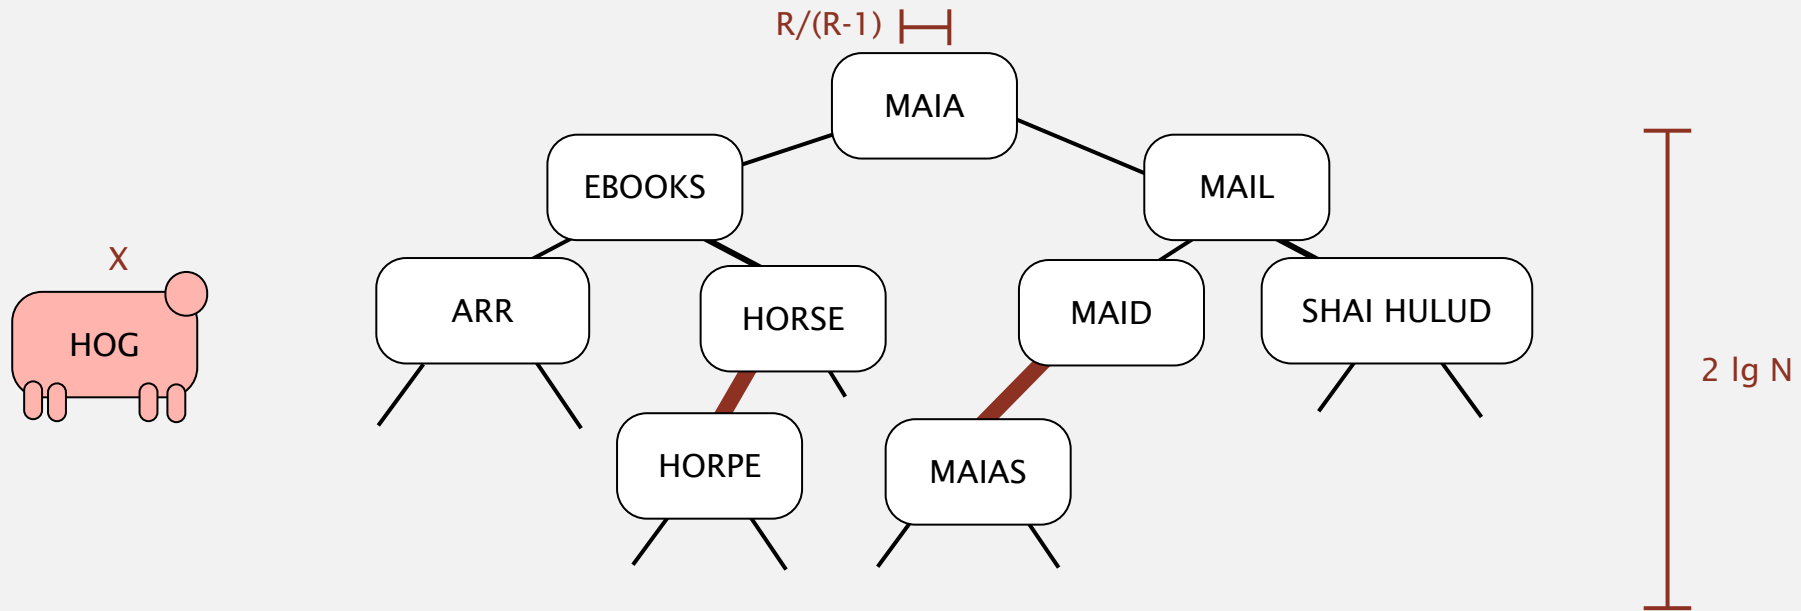 R/(R-1)
MAIA
EBOOKS
MAIL
X
HOG
ARR
HORSE
MAID
SHAI HULUD
2 lg N
HORPE
MAIAS